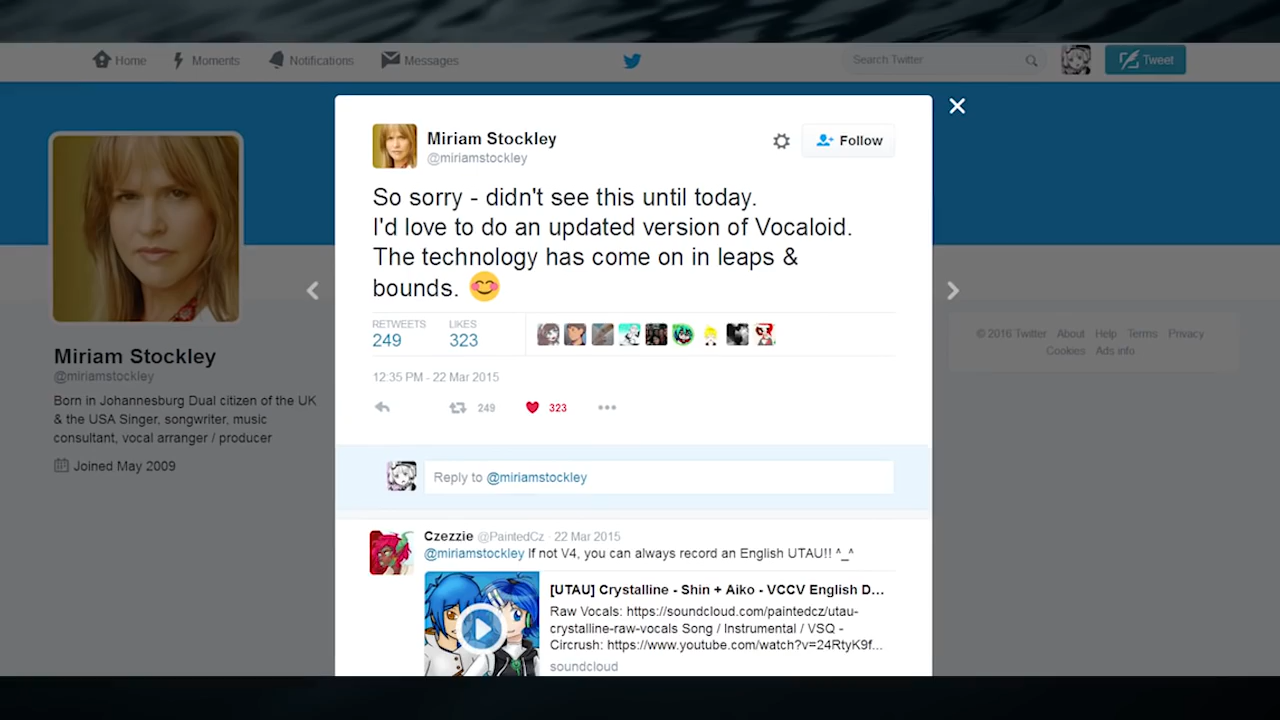 Home
Moments
Notifications
Messages
Search Twitter
Tweet
Miriam Stockley
@miriamstockley
Follow
So sorry - didn't see this until today.
I'd love to do an updated version of Vocaloid.
The technology has come on in leaps &
bounds.
RETWEETS
249
LIKES
323
12:35 PM - 22 Mar 2015
249
323
Reply to @miriamstockley
Czezzie @PaintedCz · 22 Mar 2015
@miriamstockley If not V4, you can always record an English UTAU!! ^_^
[UTAU] Crystalline - Shin + Aiko - VCCV English D...
Raw Vocals: https://soundcloud.com/paintedcz/utau-
crystalline-raw-vocals Song / Instrumental / VSQ -
Circrush: https://www.youtube.com/watch?v=24RtyK9f...
soundcloud
Miriam Stockley
@miriamstockley
Born in Johannesburg Dual citizen of the UK
& the USA Singer, songwriter, music
consultant, vocal arranger / producer
Joined May 2009
© 2016 Twitter About Help Terms Privacy
Cookies Ads info